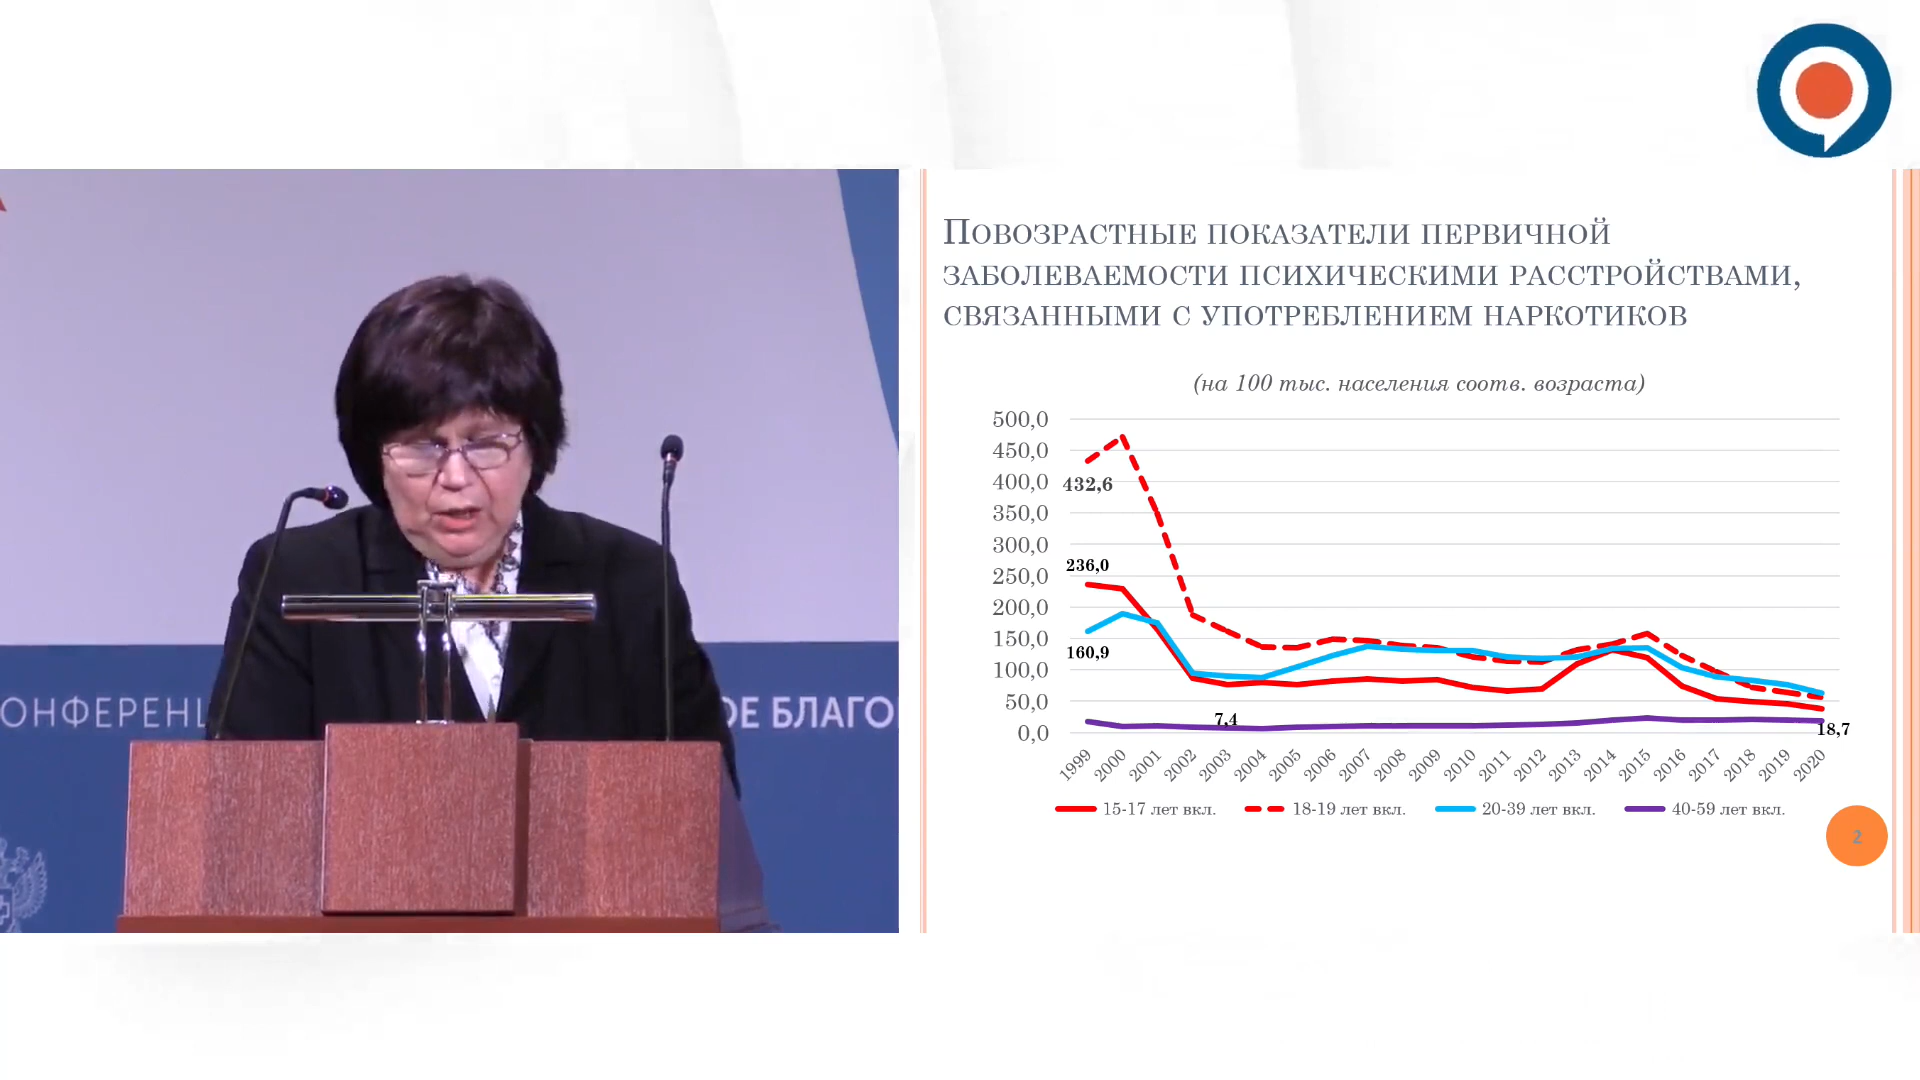 ОНФЕРЕНЦ
ОЕ БЛАГО
Повозрастные показатели первичной
заболеваемости психическими расстройствами,
связанными с употреблением наркотиков
(на 100 тыс. населения соотв. возраста)
500,0
450,0
400,0
350,0
300,0
250,0
200,0
150,0
100,0
50,0
0,0
432,6
236,0
160,9
7,4
18,7
1999 2000 2001 2002 2003 2004 2005 2006 2007 2008 2009 2010 2011 2012 2013 2014 2015 2016 2017 2018 2019 2020
15-17 лет вкл. 18-19 лет вкл. 20-39 лет вкл. 40-59 лет вкл.
2